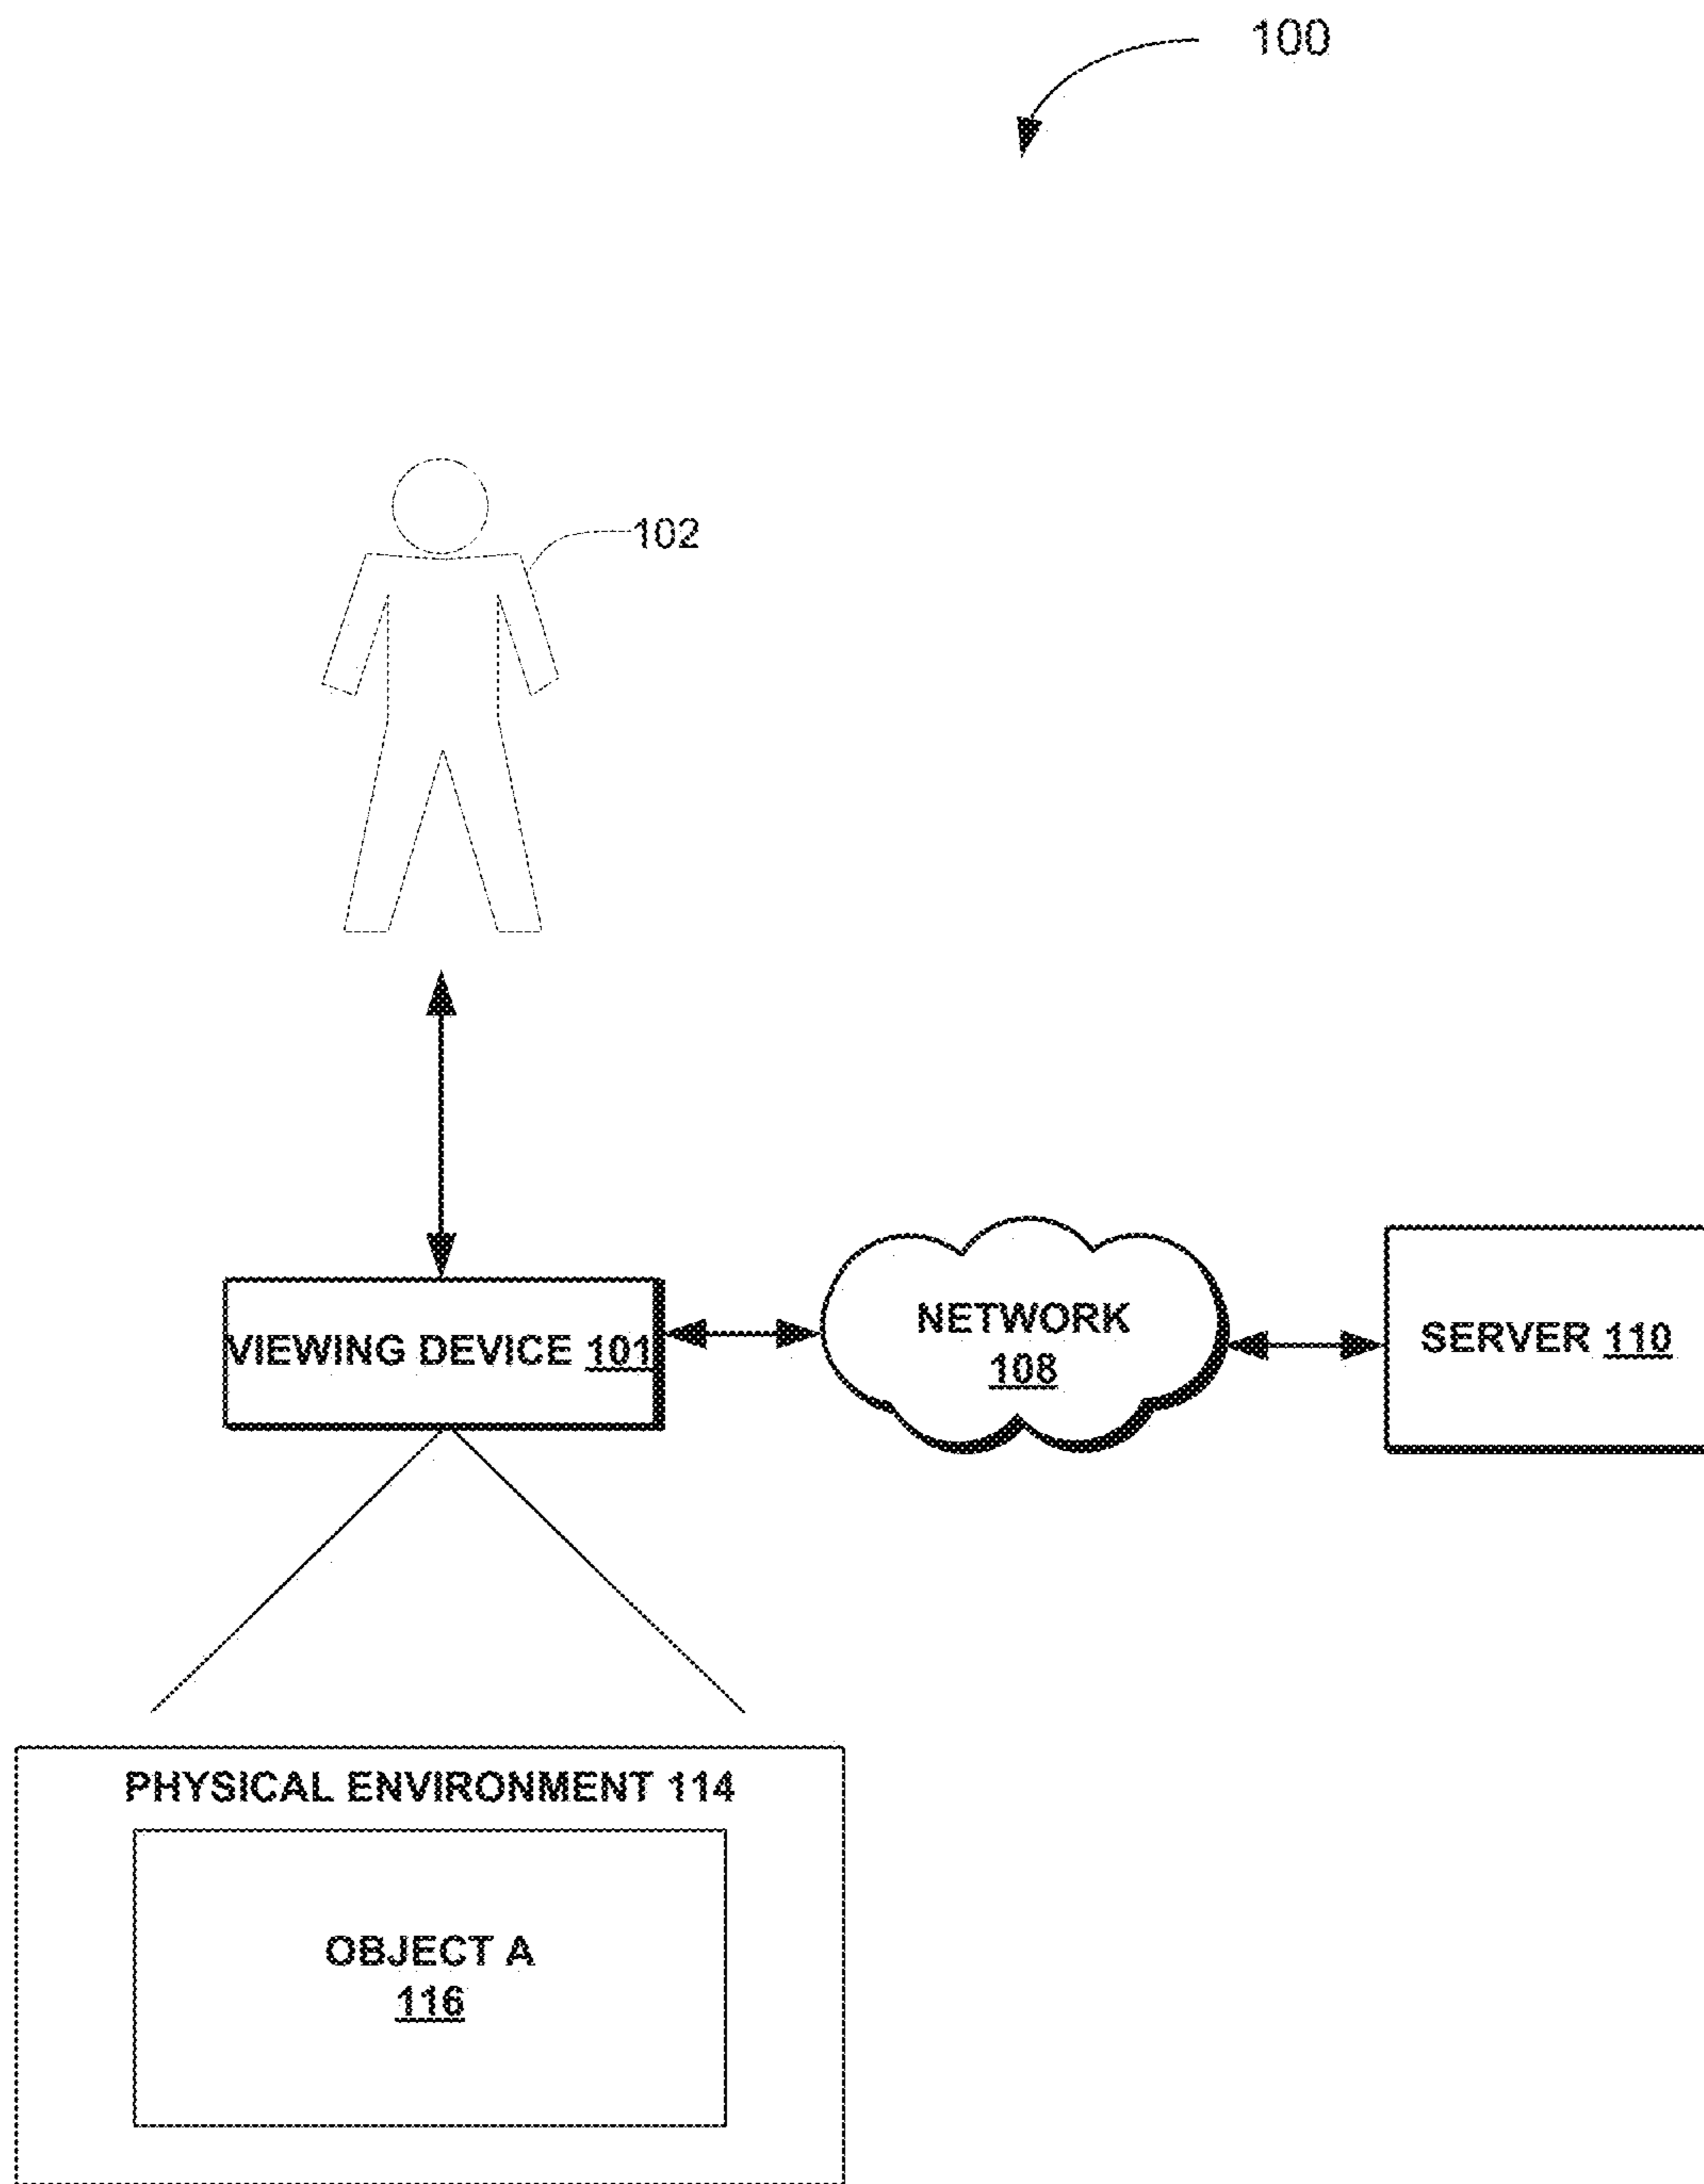 100
102
VIEWING DEVICE 101
NETWORK
108
SERVER 110
PHYSICAL ENVIRONMENT 114
OBJECT A
116